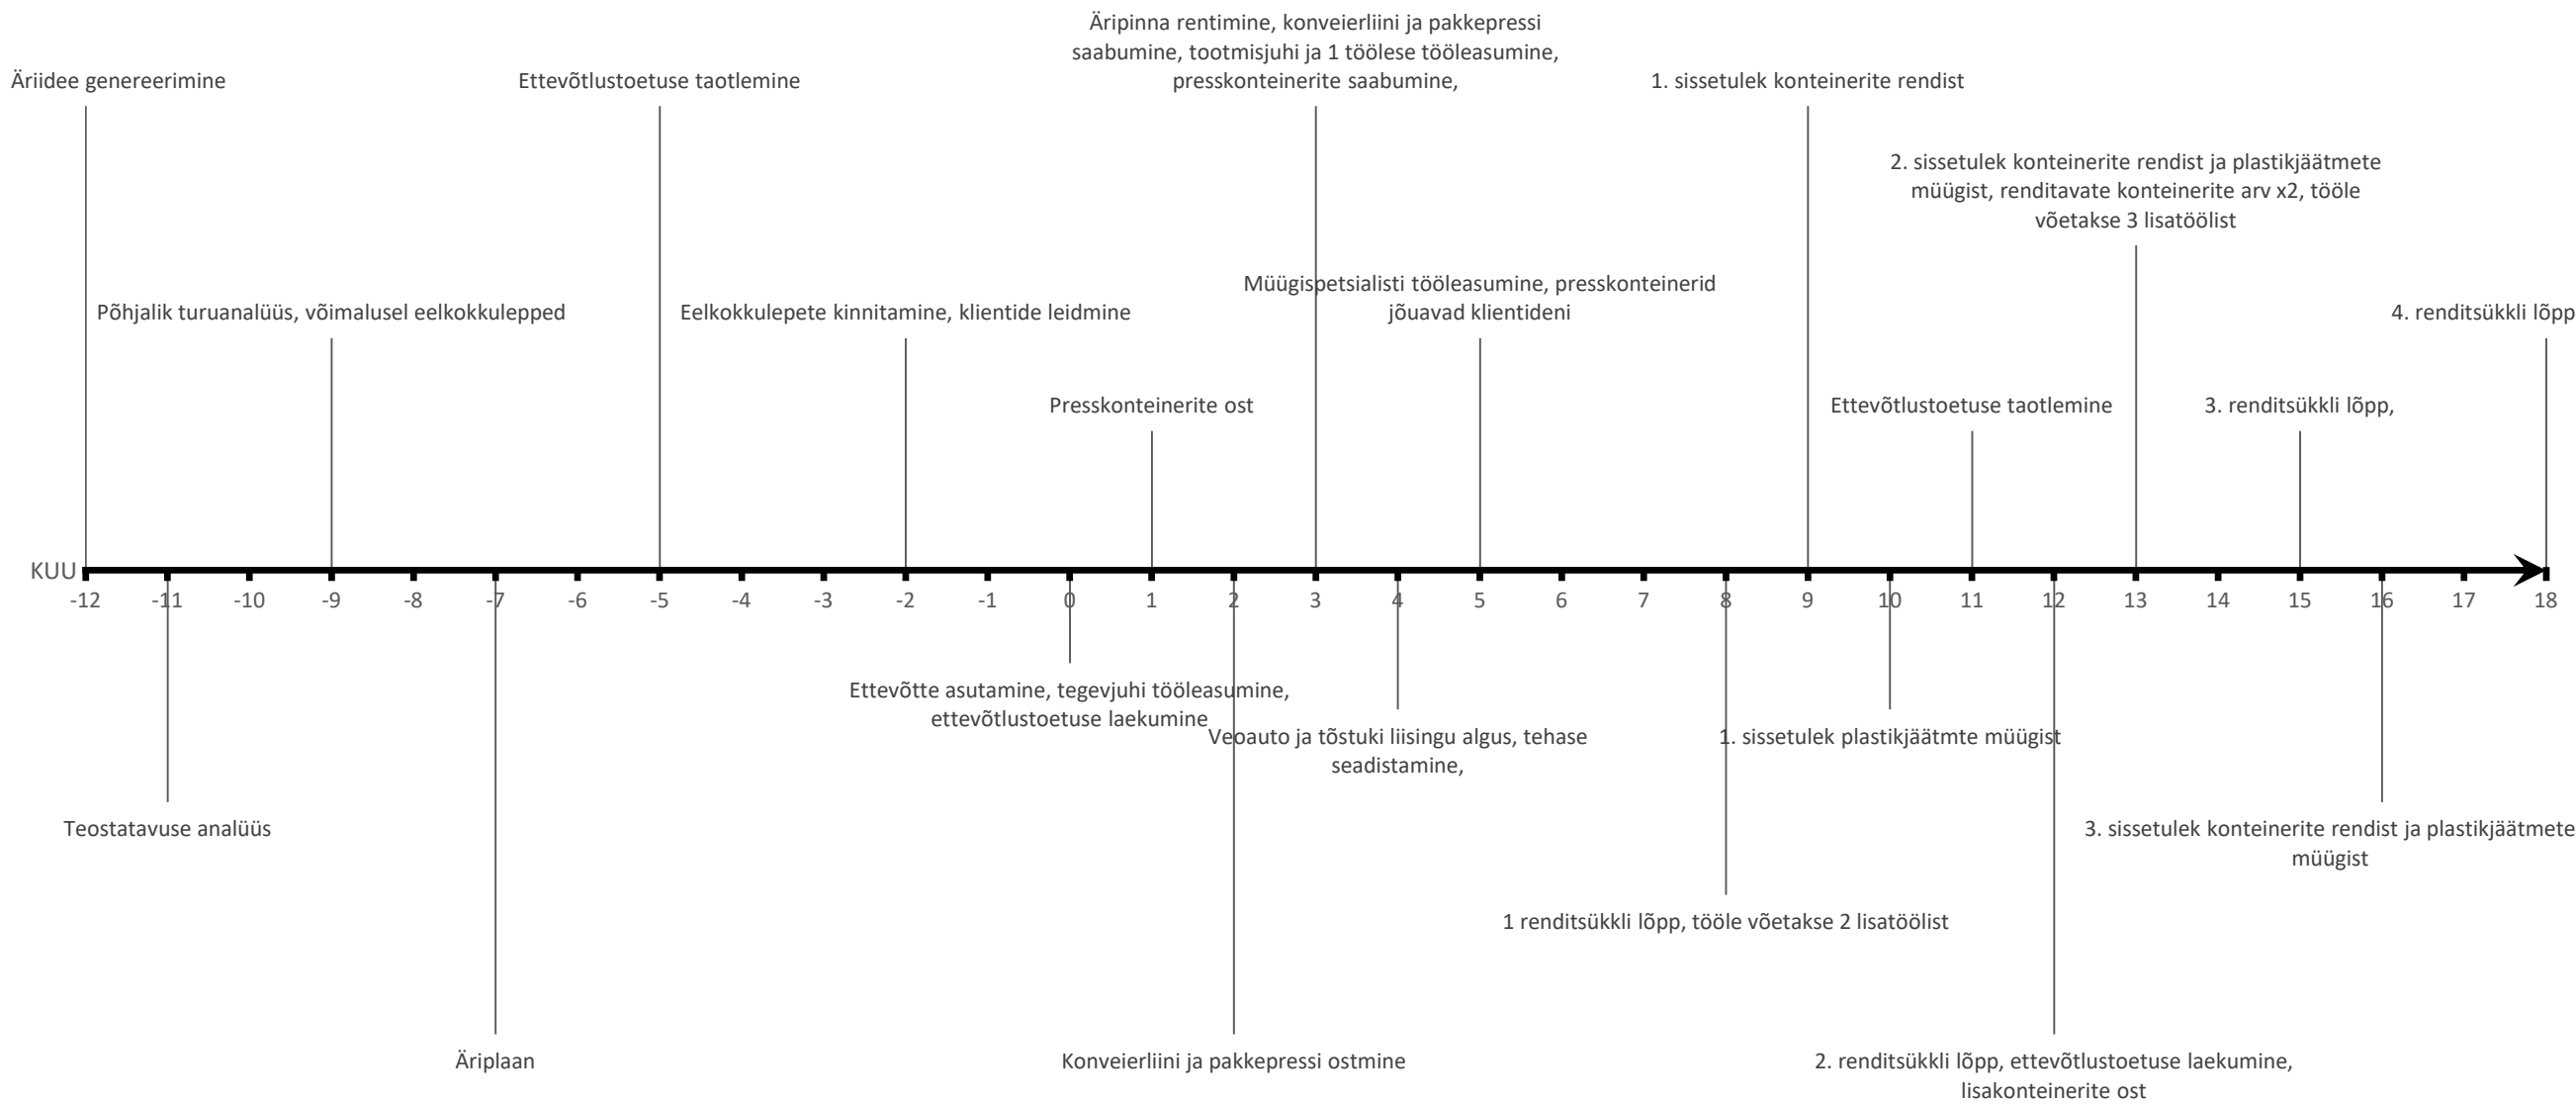 Äripinna rentimine, konveierliini ja pakkepressi
saabumine, tootmisjuhi ja 1 töölese tööleasumine,
presskonteinerite saabumine,
Äriidee genereerimine
Ettevõtlustoetuse taotlemine
1. sissetulek konteinerite rendist
2. sissetulek konteinerite rendist ja plastikjäätmete
müügist, renditavate konteinerite arv x2, tööle
võetakse 3 lisatöölist
Müügispetsialisti tööleasumine, presskonteinerid
jõuavad klientideni
Põhjalik turuanalüüs, võimalusel eelkokkulepped
Eelkokkulepete kinnitamine, klientide leidmine
4. renditsükkli lõpp
Presskonteinerite ost
Ettevõtlustoetuse taotlemine
3. renditsükkli lõpp,
KUU
-12 -11 -10 -9 -8 -7 -6 -5 -4 -3 -2 -1 0 1 2 3 4 5 6 7 8 9 10 11 12 13 14 15 16 17 18
Ettevõtte asutamine, tegevjuhi tööleasumine,
ettevõtlustoetuse laekumine
Veoauto ja tõstuki liisingu algus, tehase
seadistamine,
1. sissetulek plastikjäätmte müügist
Teostatavuse analüüs
3. sissetulek konteinerite rendist ja plastikjäätmete
müügist
1 renditsükkli lõpp, tööle võetakse 2 lisatöölist
Äriplaan
Konveierliini ja pakkepressi ostmine
2. renditsükkli lõpp, ettevõtlustoetuse laekumine,
lisakonteinerite ost